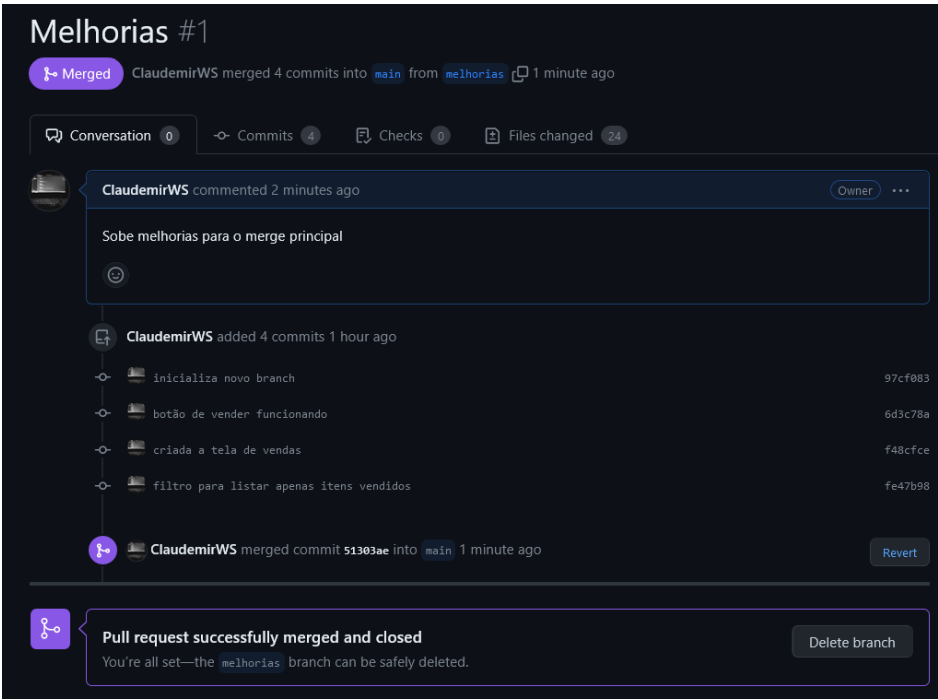 Melhorias #1
Merged ClaudemirWS merged 4 commits into main from melhorias 1 minute ago
Conversation 0 Commits 4 Checks 0 Files changed 24
ClaudemirWS commented 2 minutes ago Owner ...
Sobe melhorias para o merge principal
ClaudemirWS added 4 commits 1 hour ago
inicializa novo branch 97cf083
botão de vender funcionando 6d3c78a
criada a tela de vendas f48cfce
filtro para listar apenas itens vendidos fe47b98
ClaudemirWS merged commit 51303ae into main 1 minute ago Revert
Pull request successfully merged and closed
You're all set—the melhorias branch can be safely deleted.
Delete branch